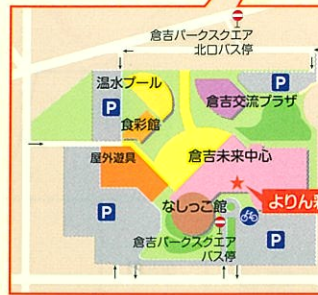 倉吉パークスクエア
北口バス停
温水プール
P
P
倉吉交流プラザ
食彩館
屋外遊具
倉吉未来中心
よりん
なしっこ館
P
倉吉パークスクエア
バス停
P